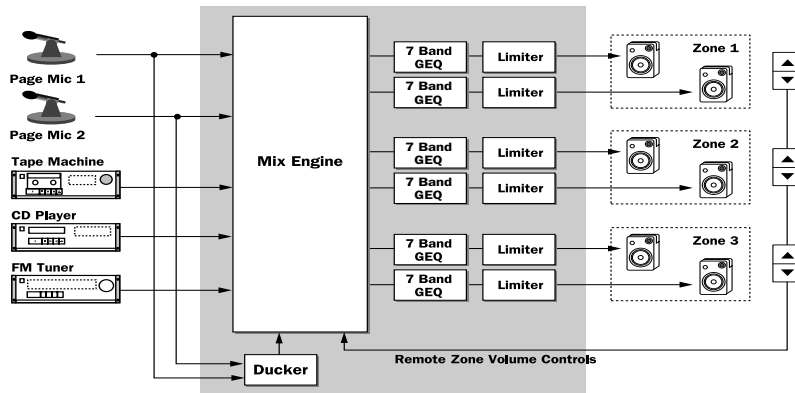 Page Mic 1
Page Mic 2
Tape Machine
CD Player
FM Tuner
Mix Engine
Ducker
7 Band
GEQ
Limiter
7 Band
GEQ
Limiter
Zone 1
7 Band
GEQ
Limiter
7 Band
GEQ
Limiter
Zone 2
7 Band
GEQ
Limiter
7 Band
GEQ
Limiter
Zone 3
Remote Zone Volume Controls